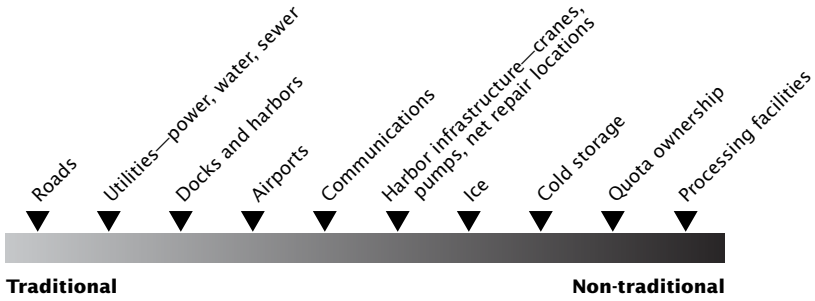 Roads
Utilities—power, water, sewer
Docks and harbors
Airports
Communications
Harbor infrastructure—cranes,
pumps, net repair locations
Ice
Cold storage
Quota ownership
Processing facilities
Traditional
Non-traditional